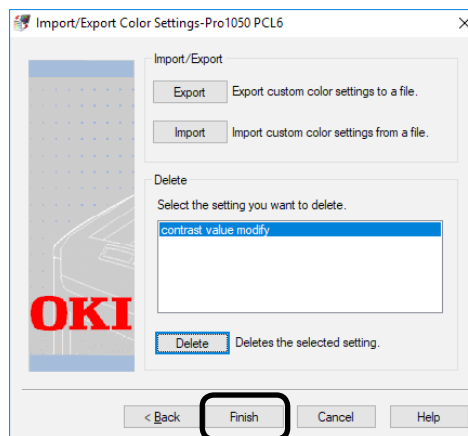 Import/Export Color Settings-Pro1050 PCL6
Import/Export
Export Export custom color settings to a file.
Import Import custom color settings from a file.
Delete
Select the setting you want to delete.
contrast value modify
OKI
Delete Deletes the selected setting.
< Back Finish Cancel Help